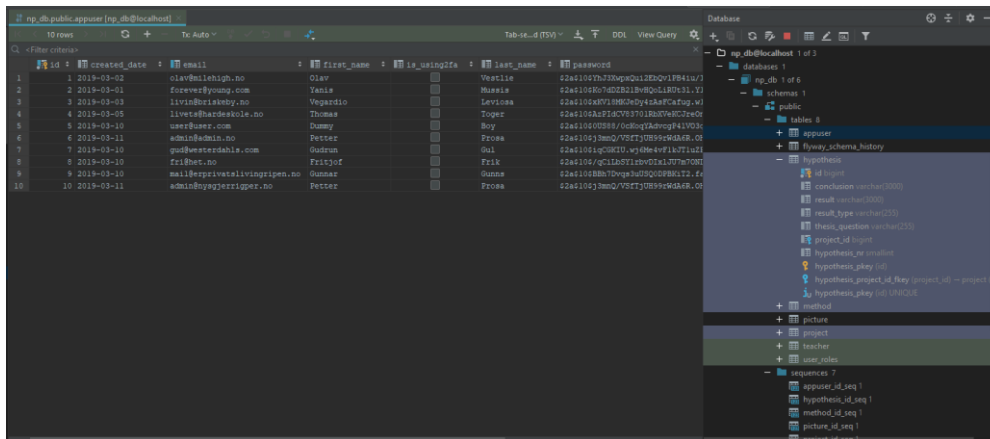 np_db.public.appuser [np_db@localhost]
10 rows Tx: Auto Tab-se...d (TSV) DDL View Query
<Filter criteria>
id created_date email first_name is_using2fa last_name password
1 1 2019-03-02 olav@milehigh.no Olav Vestlie
2 2 2019-03-01 forever@young.com Yanis Mussis
3 3 2019-03-03 livin@briskeby.no Vegardio Leviosa
4 4 2019-03-05 livets@hardeskole.no Thomas Toger
5 5 2019-03-10 user@user.com Dummy Boy
6 6 2019-03-11 admin@admin.no Petter Prosa
7 7 2019-03-10 gud@westerdahls.com Gudrun Gul
8 8 2019-03-10 fri@het.no Fritjof Frik
9 9 2019-03-10 mail@erprivatslivingripen.no Gunnar Gunns
10 10 2019-03-11 admin@nysgjerrigper.no Petter Prosa
Database
np_db@localhost 1 of 3
databases 1
np_db 1 of 6
schemas 1
public
tables 8
appuser
flyway_schema_history
hypothesis
id bigint
conclusion varchar(3000)
result varchar(3000)
result_type varchar(255)
thesis_question varchar(255)
project_id bigint
hypothesis_nr smallint
hypothesis_pkey (id)
hypothesis_project_id_fkey (project_id) → project
hypothesis_pkey (id) UNIQUE
method
picture
project
teacher
user_roles
sequences 7
appuser_id_seq 1
hypothesis_id_seq 1
method_id_seq 1
picture_id_seq 1
project_id_seq 1